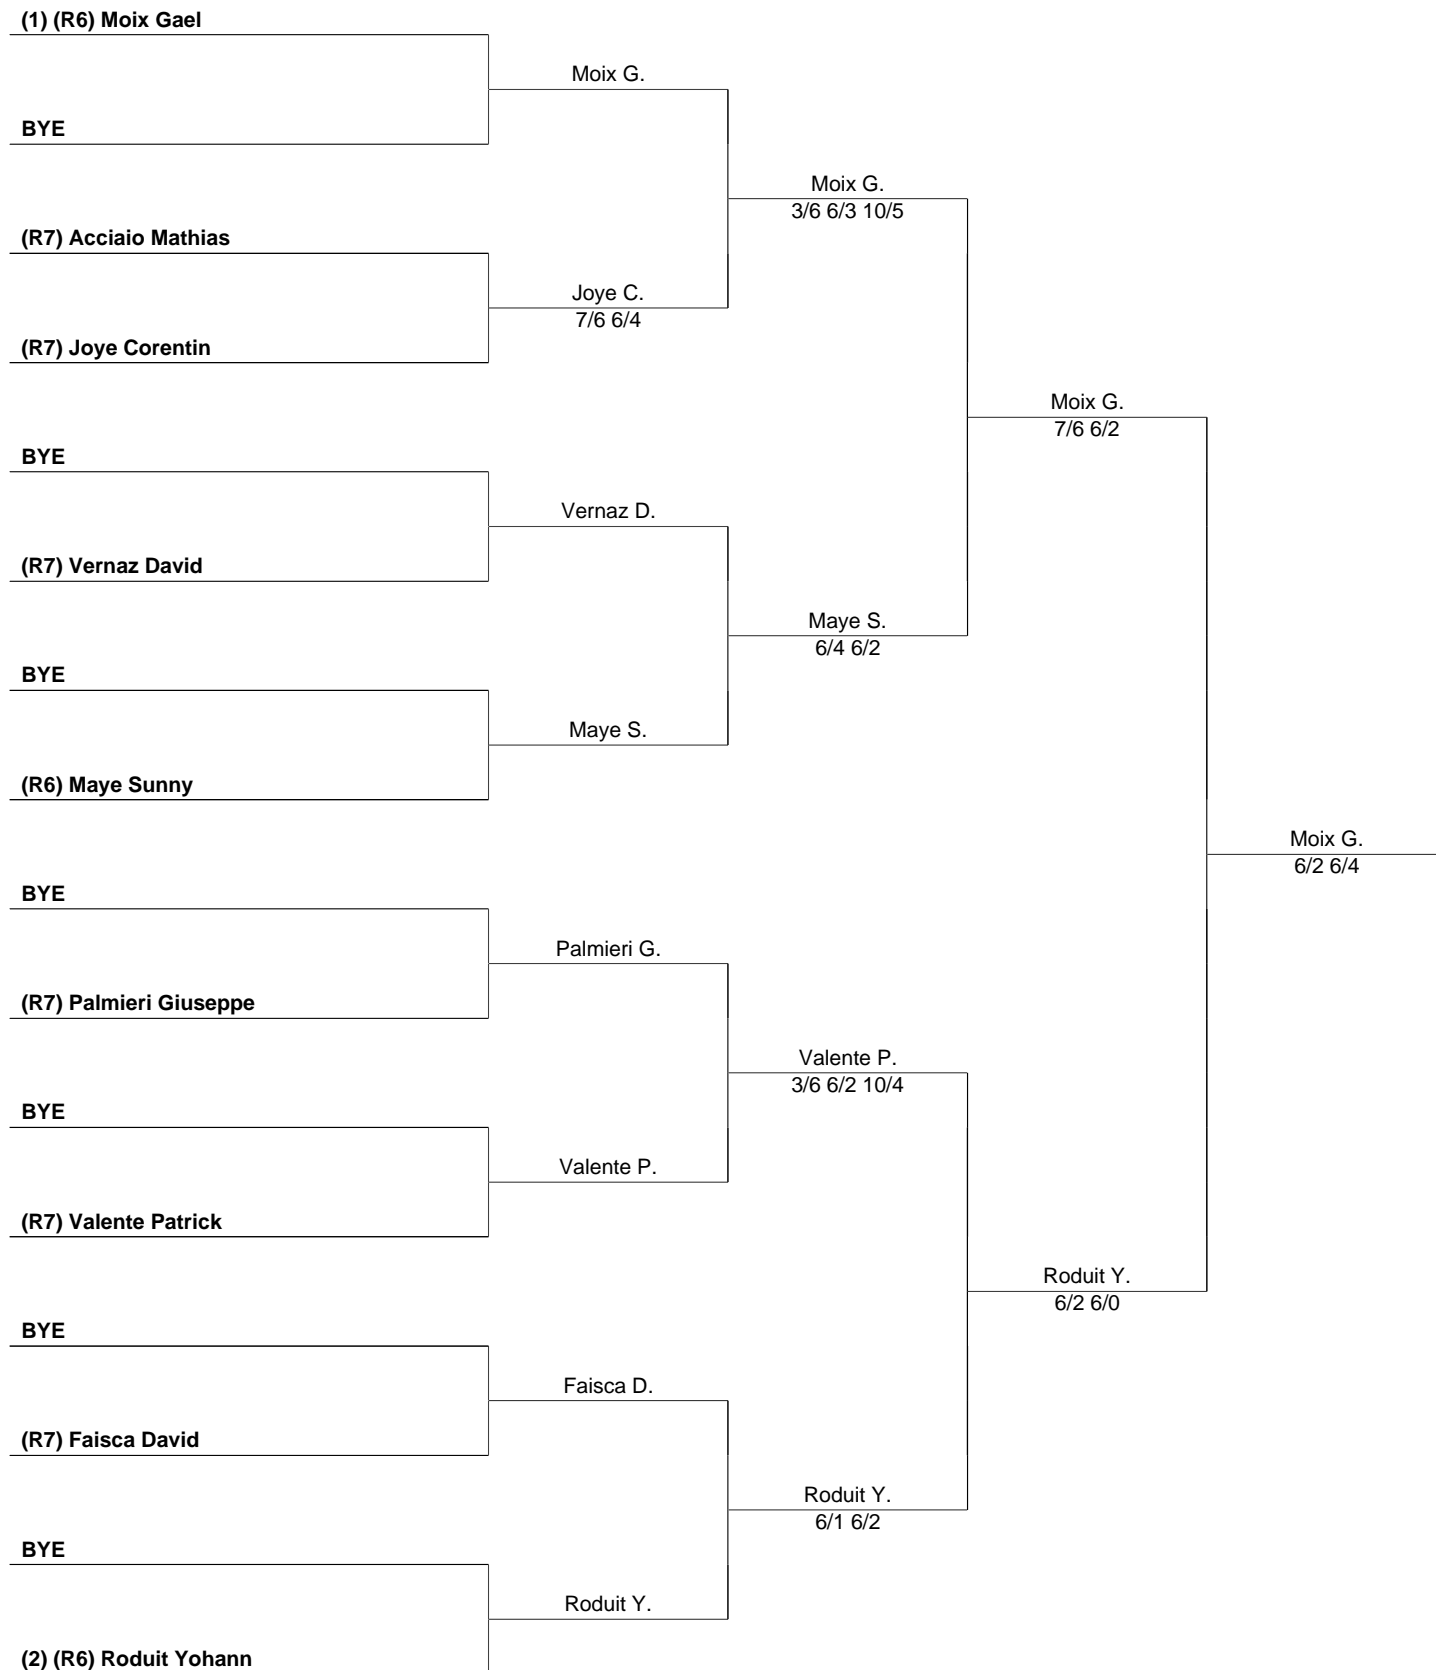 (1) (R6) Moix Gael
Moix G.
BYE
Moix G.
3/6 6/3 10/5
(R7) Acciaio Mathias
Joye C.
7/6 6/4
(R7) Joye Corentin
Moix G.
7/6 6/2
BYE
Vernaz D.
(R7) Vernaz David
Maye S.
6/4 6/2
BYE
Maye S.
(R6) Maye Sunny
Moix G.
6/2 6/4
BYE
Palmieri G.
(R7) Palmieri Giuseppe
Valente P.
3/6 6/2 10/4
BYE
Valente P.
(R7) Valente Patrick
Roduit Y.
6/2 6/0
BYE
Faisca D.
(R7) Faisca David
Roduit Y.
6/1 6/2
BYE
Roduit Y.
(2) (R6) Roduit Yohann